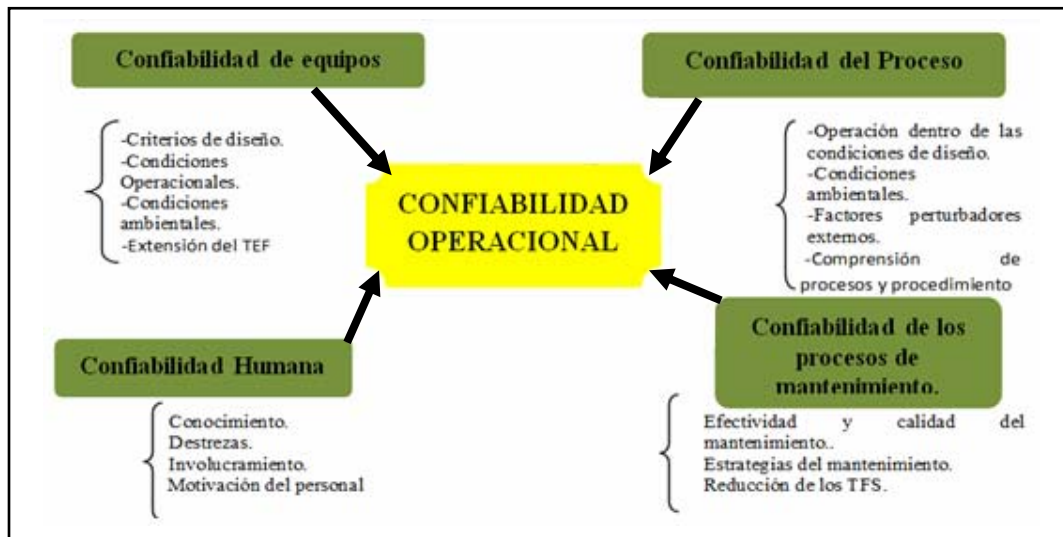 Confiabilidad de equipos
-Criterios de diseño.
-Condiciones
Operacionales.
-Condiciones
ambientales.
-Extensión del TEF
Confiabilidad del Proceso
-Operación dentro de las
condiciones de diseño.
-Condiciones
ambientales.
-Factores perturbadores
externos.
-Comprensión de
procesos y procedimiento
CONFIABILIDAD
OPERACIONAL
Confiabilidad Humana
Conocimiento.
Destrezas.
Involucramiento.
Motivación del personal
Confiabilidad de los
procesos de
mantenimiento.
Efectividad y calidad del
mantenimiento..
Estrategias del mantenimiento.
Reducción de los TFS.